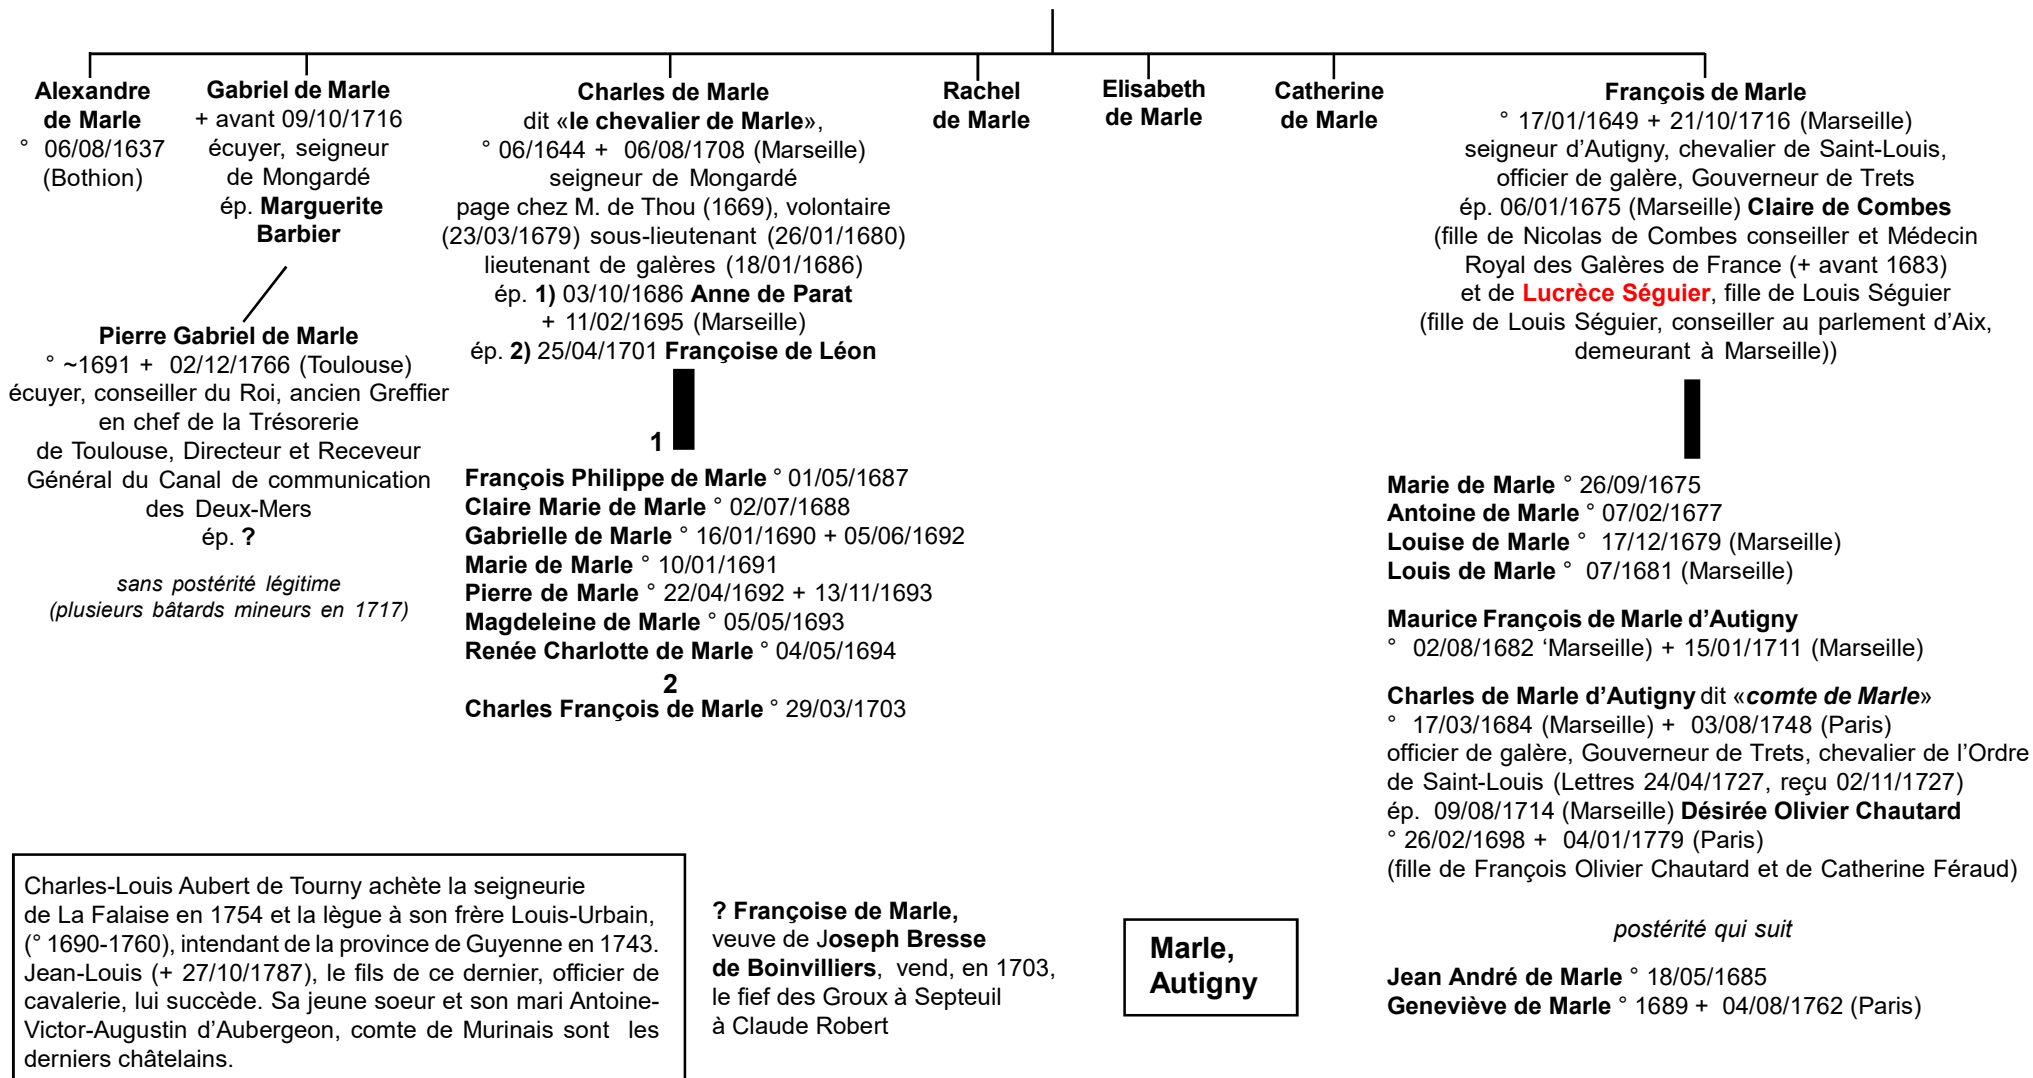 Alexandre
de Marle
° 06/08/1637
(Bothion)
Gabriel de Marle
+ avant 09/10/1716
écuyer, seigneur
de Mongardé
ép. Marguerite
Barbier
Pierre Gabriel de Marle
° ~1691 + 02/12/1766 (Toulouse)
écuyer, conseiller du Roi, ancien Greffier
en chef de la Trésorerie
de Toulouse, Directeur et Receveur
Général du Canal de communication
des Deux-Mers
ép. ?
sans postérité légitime
(plusieurs bâtards mineurs en 1717)
Charles de Marle
dit «le chevalier de Marle»,
° 06/1644 + 06/08/1708 (Marseille)
seigneur de Mongardé
page chez M. de Thou (1669), volontaire
(23/03/1679) sous-lieutenant (26/01/1680)
lieutenant de galères (18/01/1686)
ép. 1) 03/10/1686 Anne de Parat
+ 11/02/1695 (Marseille)
ép. 2) 25/04/1701 Françoise de Léon
1
François Philippe de Marle ° 01/05/1687
Claire Marie de Marle ° 02/07/1688
Gabrielle de Marle ° 16/01/1690 + 05/06/1692
Marie de Marle ° 10/01/1691
Pierre de Marle ° 22/04/1692 + 13/11/1693
Magdeleine de Marle ° 05/05/1693
Renée Charlotte de Marle ° 04/05/1694
2
Charles François de Marle ° 29/03/1703
Rachel
de Marle
Elisabeth
de Marle
Catherine
de Marle
François de Marle
° 17/01/1649 + 21/10/1716 (Marseille)
seigneur d’Autigny, chevalier de Saint-Louis,
officier de galère, Gouverneur de Trets
ép. 06/01/1675 (Marseille) Claire de Combes
(fille de Nicolas de Combes conseiller et Médecin
Royal des Galères de France (+ avant 1683)
et de Lucrèce Séguier, fille de Louis Séguier
(fille de Louis Séguier, conseiller au parlement d’Aix,
demeurant à Marseille))
Marie de Marle ° 26/09/1675
Antoine de Marle ° 07/02/1677
Louise de Marle ° 17/12/1679 (Marseille)
Louis de Marle ° 07/1681 (Marseille)
Maurice François de Marle d’Autigny
° 02/08/1682 ‘Marseille) + 15/01/1711 (Marseille)
Charles de Marle d’Autigny dit «comte de Marle»
° 17/03/1684 (Marseille) + 03/08/1748 (Paris)
officier de galère, Gouverneur de Trets, chevalier de l’Ordre
de Saint-Louis (Lettres 24/04/1727, reçu 02/11/1727)
ép. 09/08/1714 (Marseille) Désirée Olivier Chautard
° 26/02/1698 + 04/01/1779 (Paris)
(fille de François Olivier Chautard et de Catherine Féraud)
postérité qui suit
Jean André de Marle ° 18/05/1685
Geneviève de Marle ° 1689 + 04/08/1762 (Paris)
Charles-Louis Aubert de Tourny achète la seigneurie
de La Falaise en 1754 et la lègue à son frère Louis-Urbain,
(° 1690-1760), intendant de la province de Guyenne en 1743.
Jean-Louis (+ 27/10/1787), le fils de ce dernier, officier de
cavalerie, lui succède. Sa jeune soeur et son mari Antoine-
Victor-Augustin d’Aubergeon, comte de Murinais sont les
derniers châtelains.
? Françoise de Marle,
veuve de Joseph Bresse
de Boinvilliers, vend, en 1703,
le fief des Groux à Septeuil
à Claude Robert
Marle,
Autigny